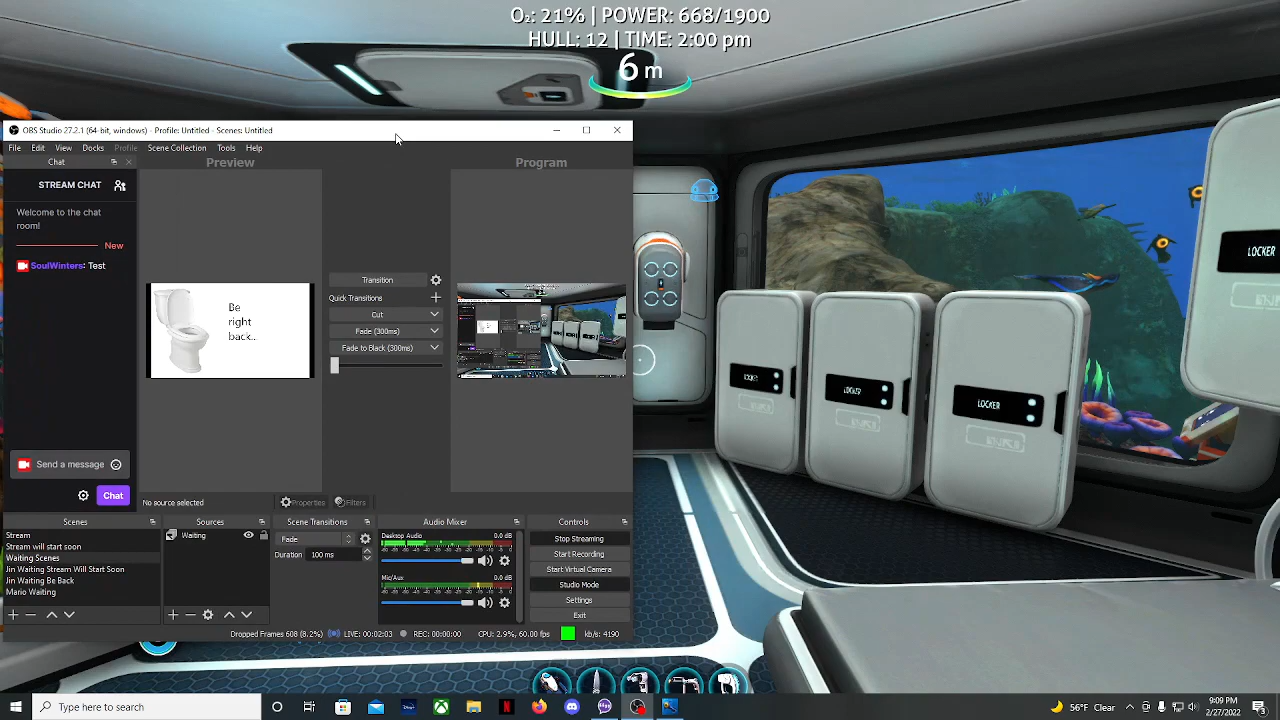 O₂: 21% | POWER: 668/1900
HULL: 12 | TIME: 2:00 pm
6 m
OBS Studio 27.2.1 (64-bit, windows) - Profile: Untitled - Scenes: Untitled
File Edit View Docks Profile Scene Collection Tools Help
Chat
Preview
Program
STREAM CHAT
Welcome to the chat
room!
New
SoulWinters: Test
Be
right
back...
Transition
Quick Transitions
Cut
Fade (300ms)
Fade to Black (300ms)
LOCKER
LOCKER
LOCKER
LOCKER
Send a message
Chat
No source selected
Properties
Filters
Scenes
Sources
Scene Transitions
Audio Mixer
Controls
Stream
Stream will start soon
Waiting Scenes
in Waiting Stream Will Start Soon
in Waiting Be Back
Mario Waiting
Waiting
Fade
Duration 100 ms
Desktop Audio 0.0 dB
Mic/Aux 0.0 dB
Stop Streaming
Start Recording
Start Virtual Camera
Studio Mode
Settings
Exit
Dropped Frames 608 (8.2%) LIVE: 00:02:03 REC: 00:00:00 CPU: 2.9%, 60.00 fps kb/s: 4190
Type here to search
56°F Clear
9:09 PM
2/27/2022